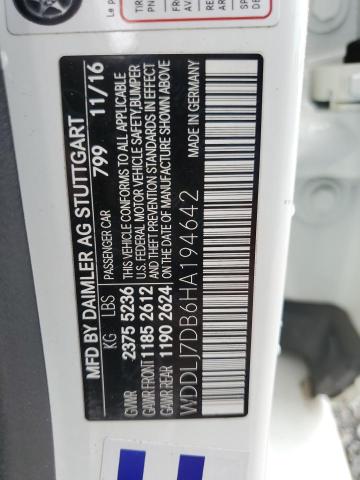 MFD BY DAIMLER AG STUTTGART
799 11/16
KG LBS PASSENGER CAR
GVWR 2375 5236 THIS VEHICLE CONFORMS TO ALL APPLICABLE
GAWR FRONT 1185 2612 U.S. FEDERAL MOTOR VEHICLE SAFETY,BUMPER
GAWR REAR 1190 2624 AND THEFT PREVENTION STANDARDS IN EFFECT
ON THE DATE OF MANUFACTURE SHOWN ABOVE
WDDLJ7DB6HA194642 MADE IN GERMANY